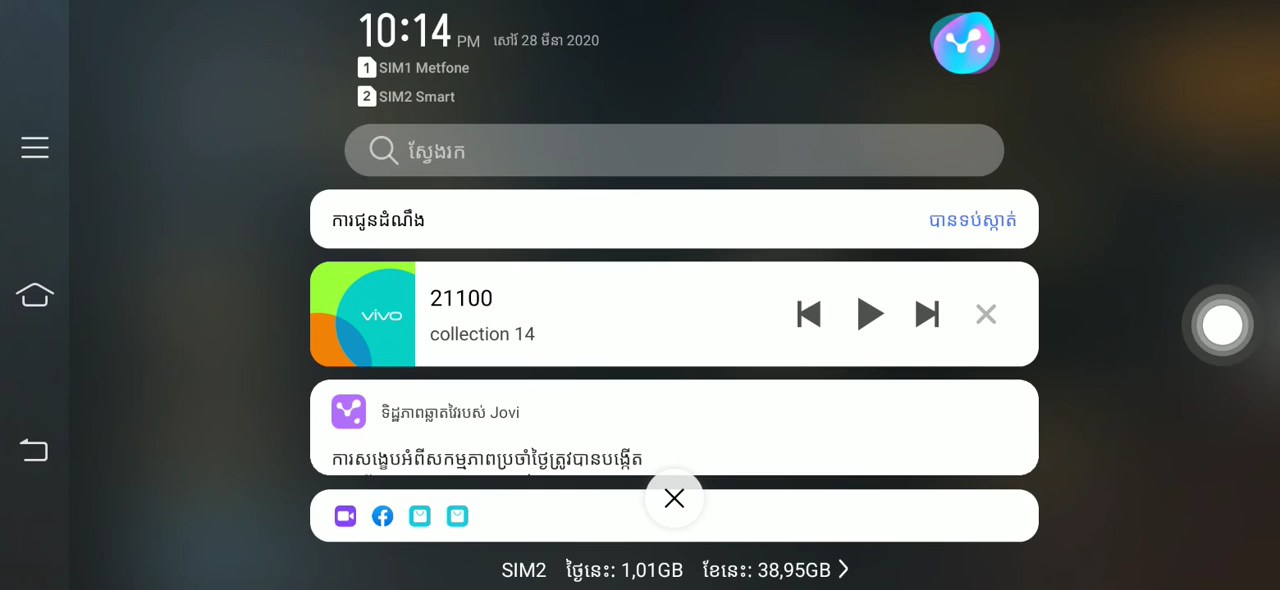 10:14 PM សៅរ៍ 28 មីនា 2020
1 SIM1 Metfone
2 SIM2 Smart
ស្វែងរក
ការជូនដំណឹង បានទប់ស្កាត់
vivo
21100
collection 14
ទិដ្ឋភាពឆ្លាតវៃរបស់ Jovi
ការសង្ខេបអំពីសកម្មភាពប្រចាំថ្ងៃត្រូវបានបង្កើត
SIM2 ថ្ងៃនេះ: 1,01GB ខែនេះ: 38,95GB